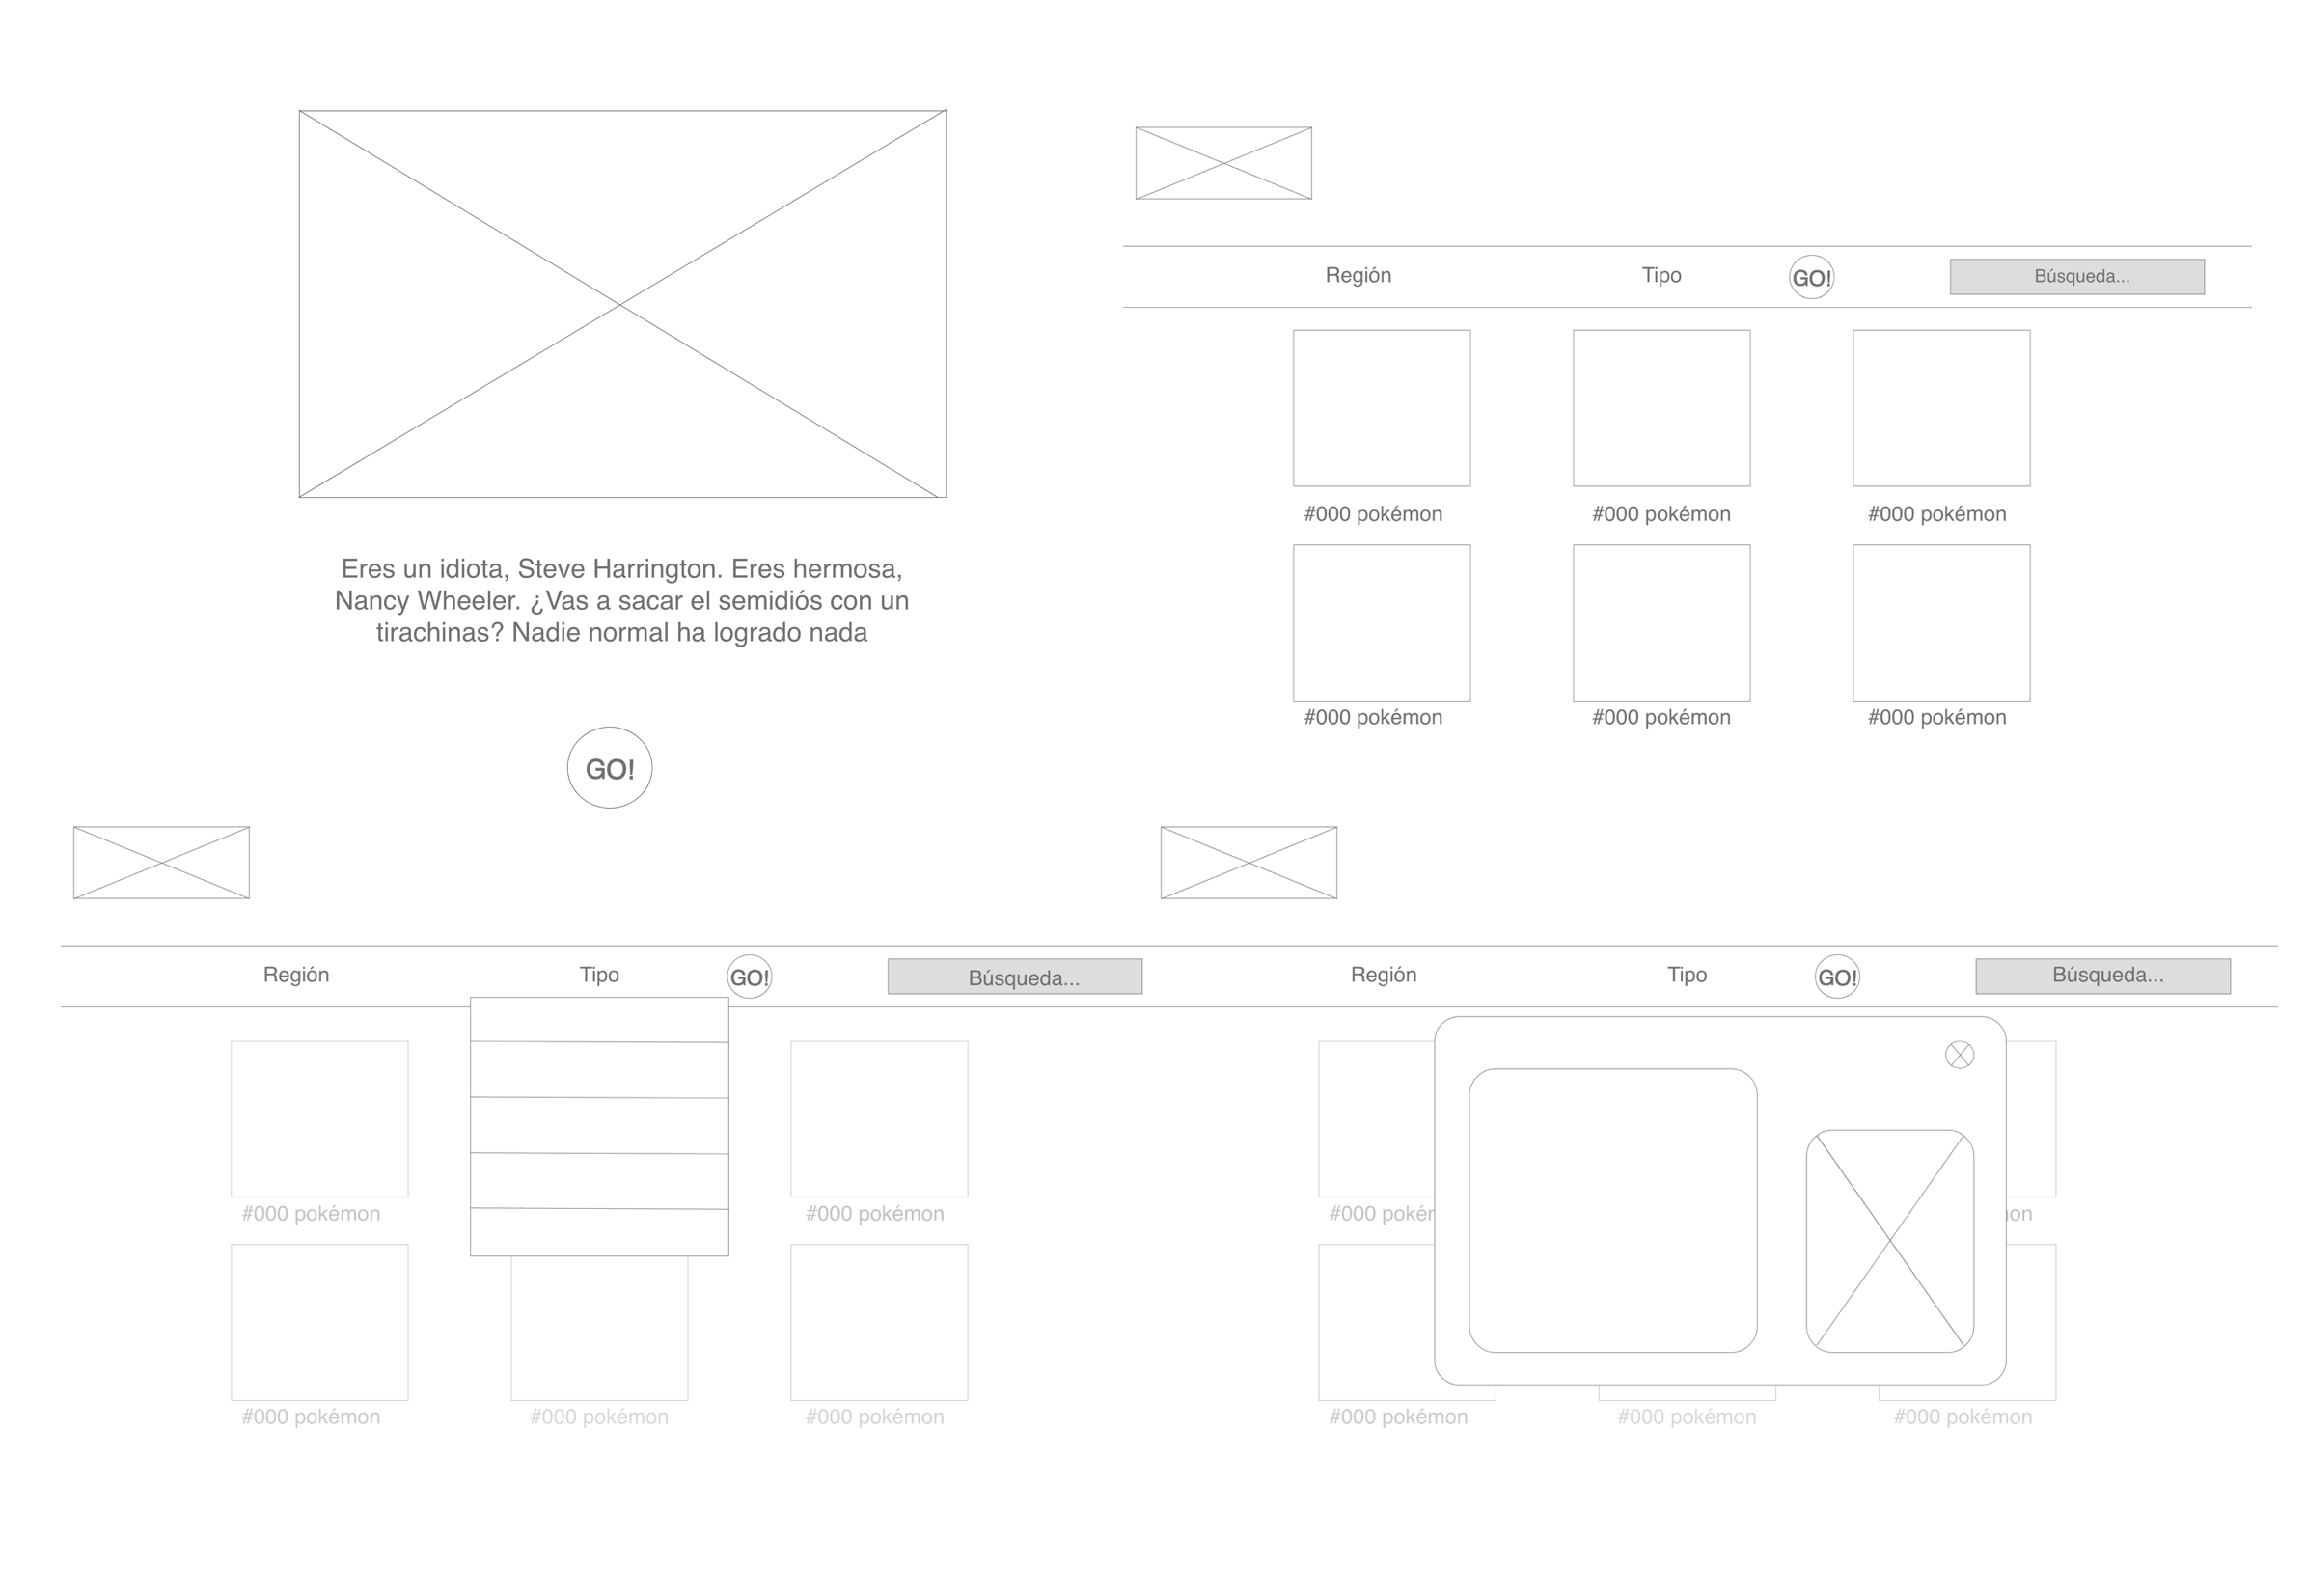 Eres un idiota, Steve Harrington. Eres hermosa,
Nancy Wheeler. ¿Vas a sacar el semidiós con un
tirachinas? Nadie normal ha logrado nada
GO!
Región Tipo GO! Búsqueda...
#000 pokémon #000 pokémon #000 pokémon
#000 pokémon #000 pokémon #000 pokémon
Región Tipo GO! Búsqueda...
#000 pokémon #000 pokémon
#000 pokémon #000 pokémon #000 pokémon
Región Tipo GO! Búsqueda...
#000 pokér on
#000 pokémon #000 pokémon #000 pokémon